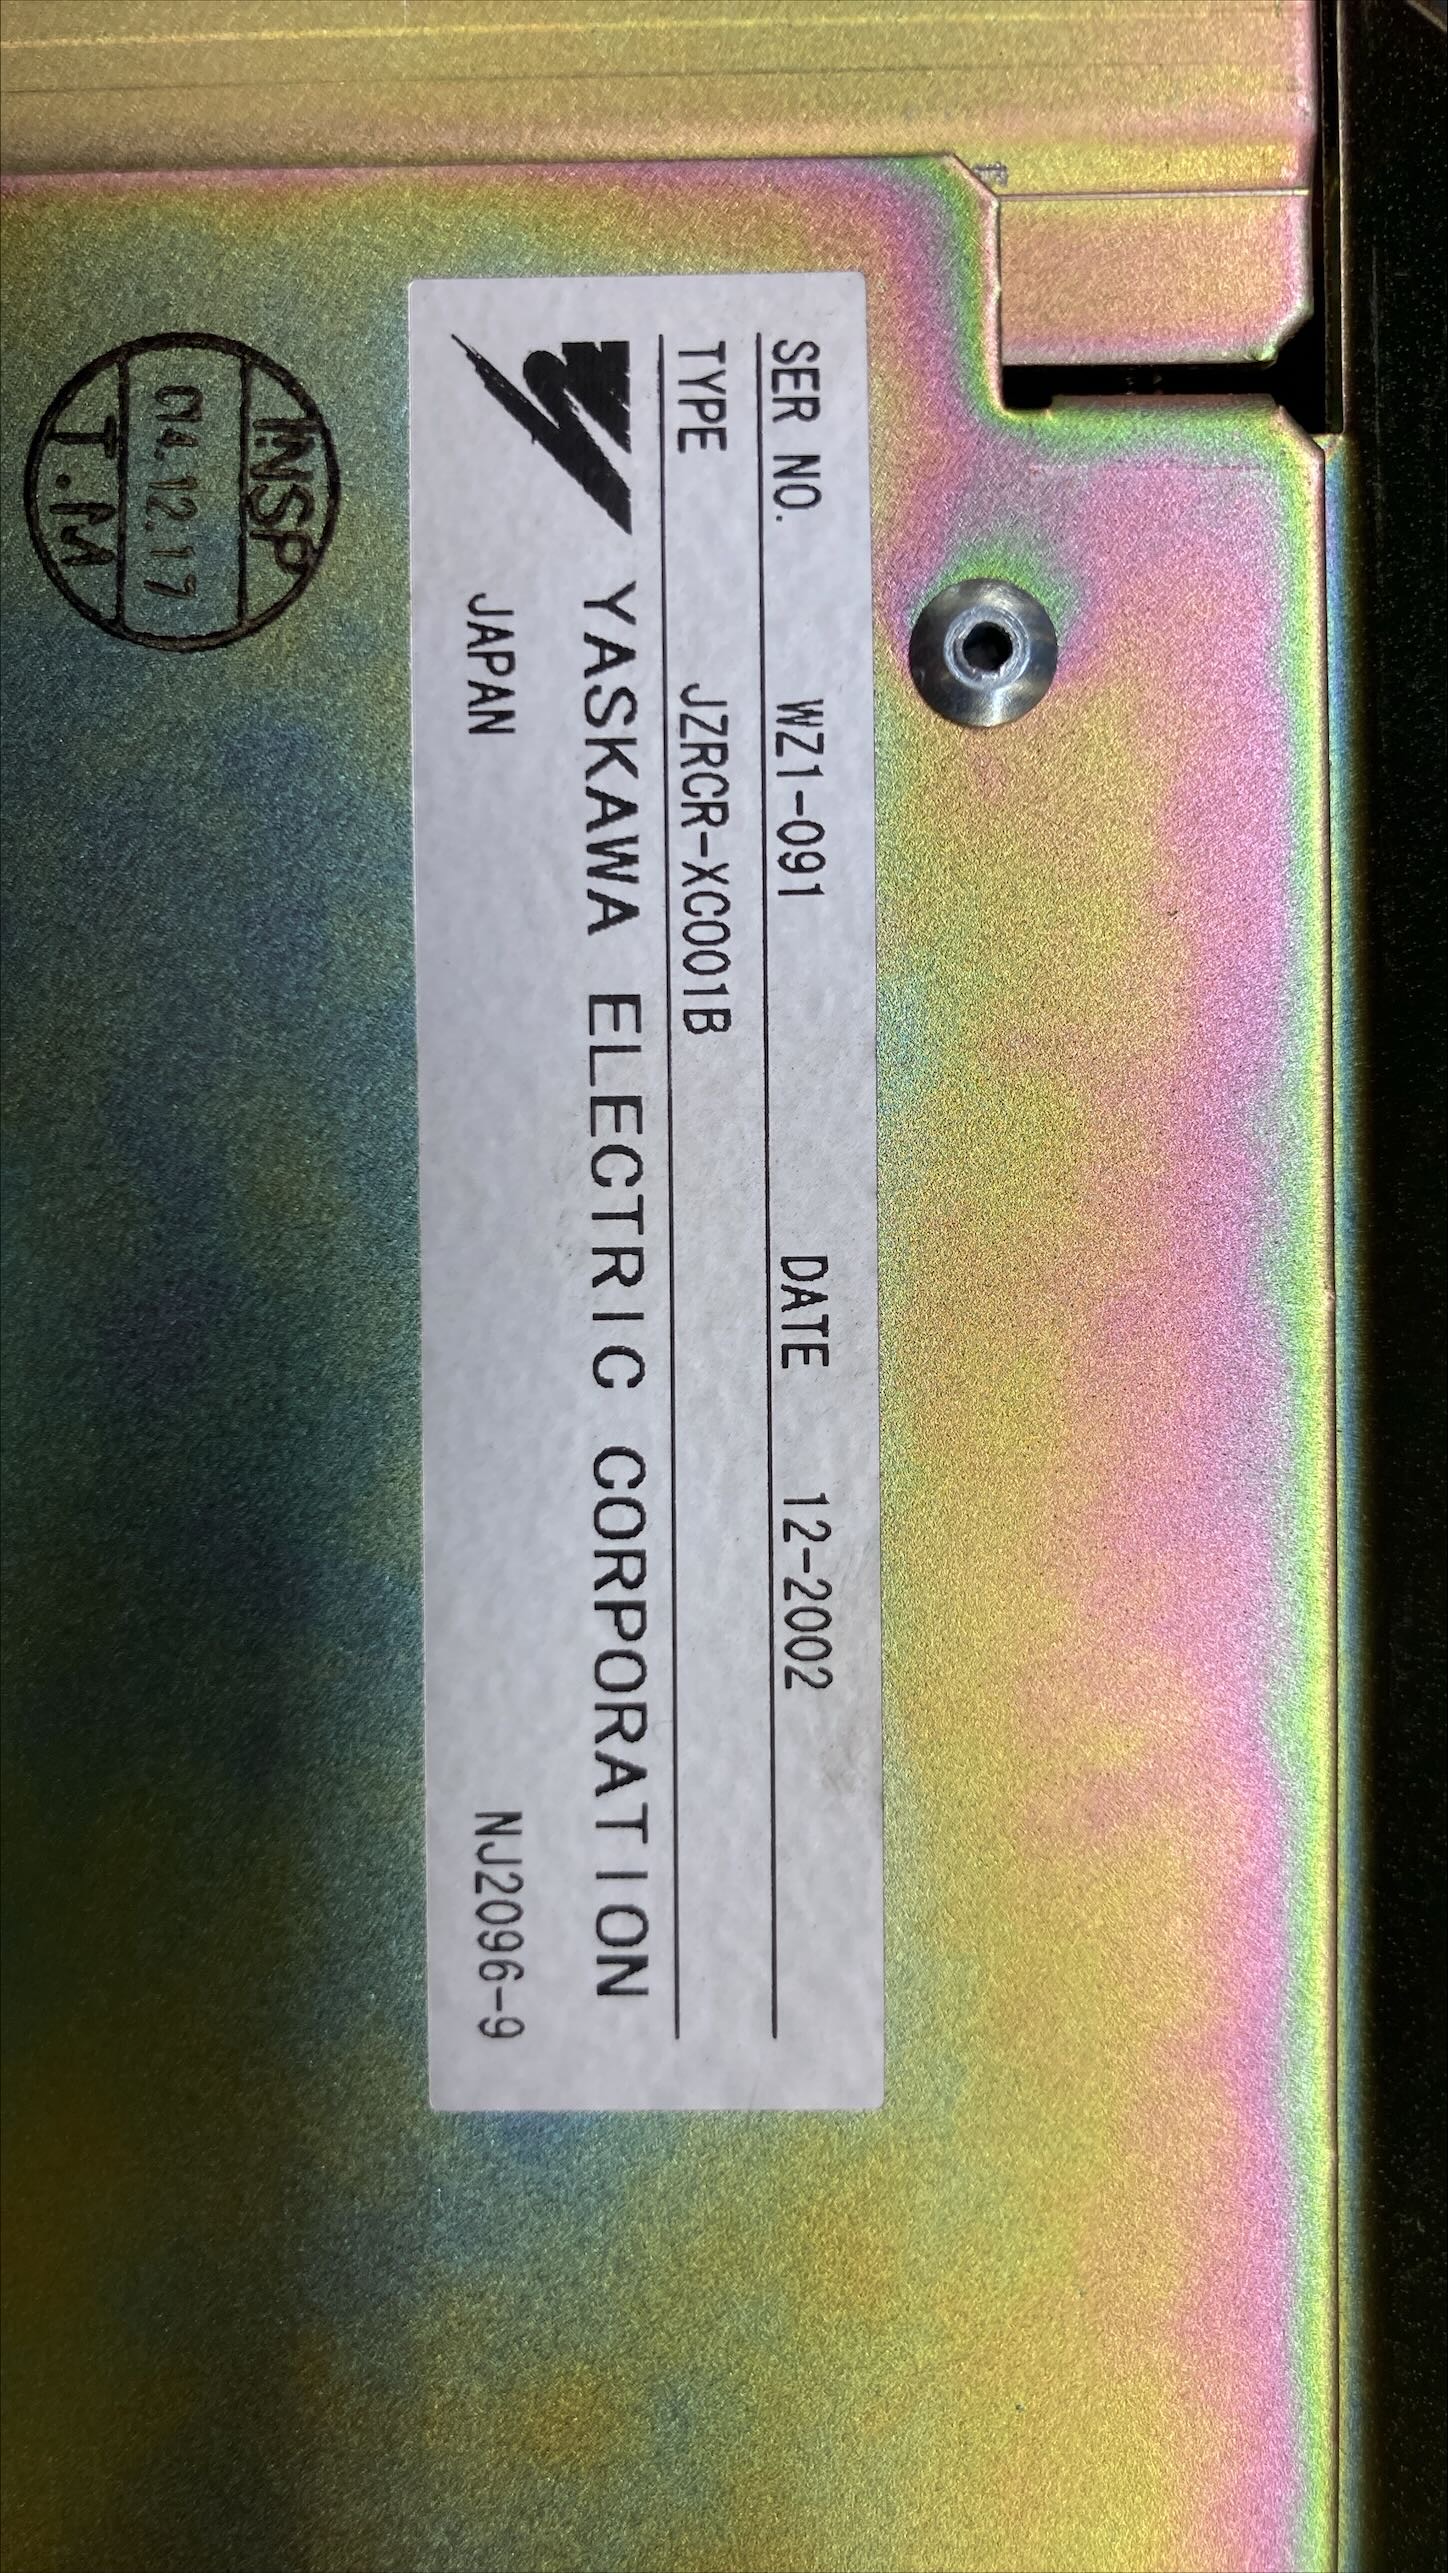 SER NO. WZ1-091 DATE 12-2002
TYPE JZRCR-XC001B
YASKAWA ELECTRIC CORPORATION
JAPAN NJ2096-9
INSP
04.12.17
T.M